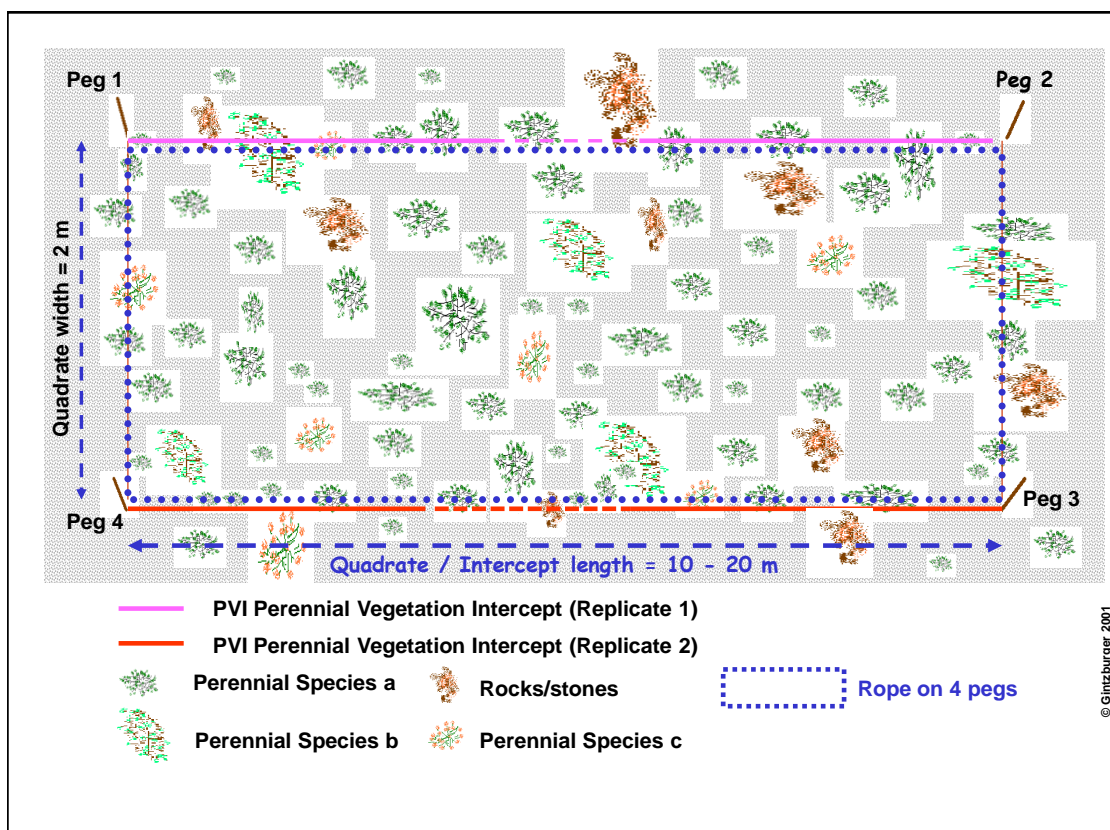 Peg 1
Peg 2
Quadrate width = 2 m
Peg 4
Peg 3
Quadrate / Intercept length = 10 - 20 m
PVI Perennial Vegetation Intercept (Replicate 1)
PVI Perennial Vegetation Intercept (Replicate 2)
Perennial Species a
Rocks/stones
Rope on 4 pegs
Perennial Species b
Perennial Species c
© Gintzburger 2001